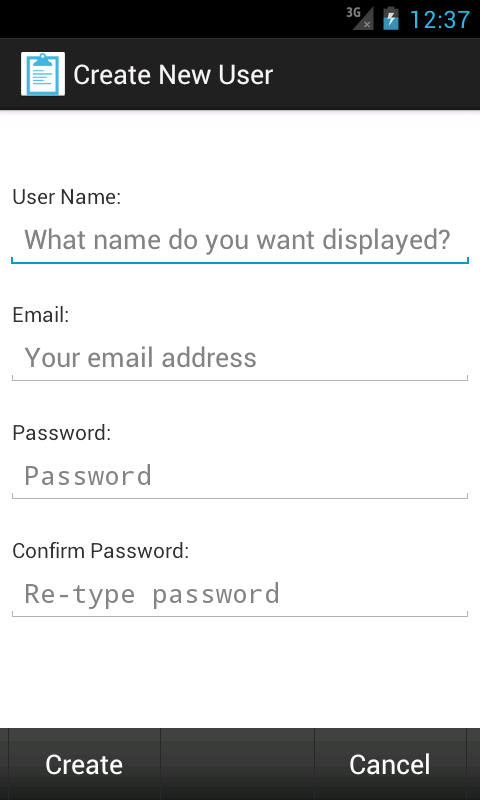 3G
12:37
Create New User
User Name:
What name do you want displayed?
Email:
Your email address
Password:
Password
Confirm Password:
Re-type password
Create
Cancel